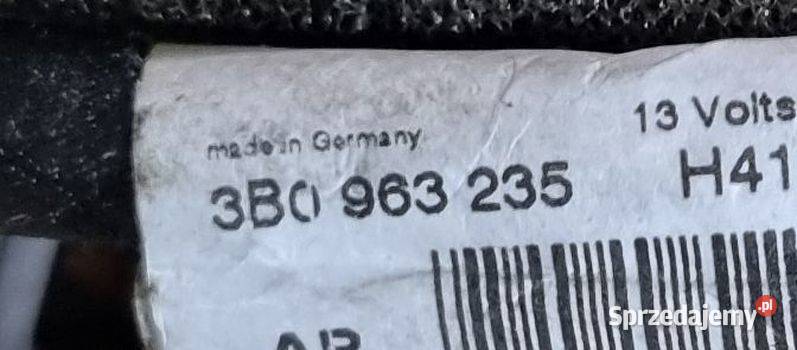 13 Volts
made in Germany
3B0 963 235 H41
Sprzedajemy.pl